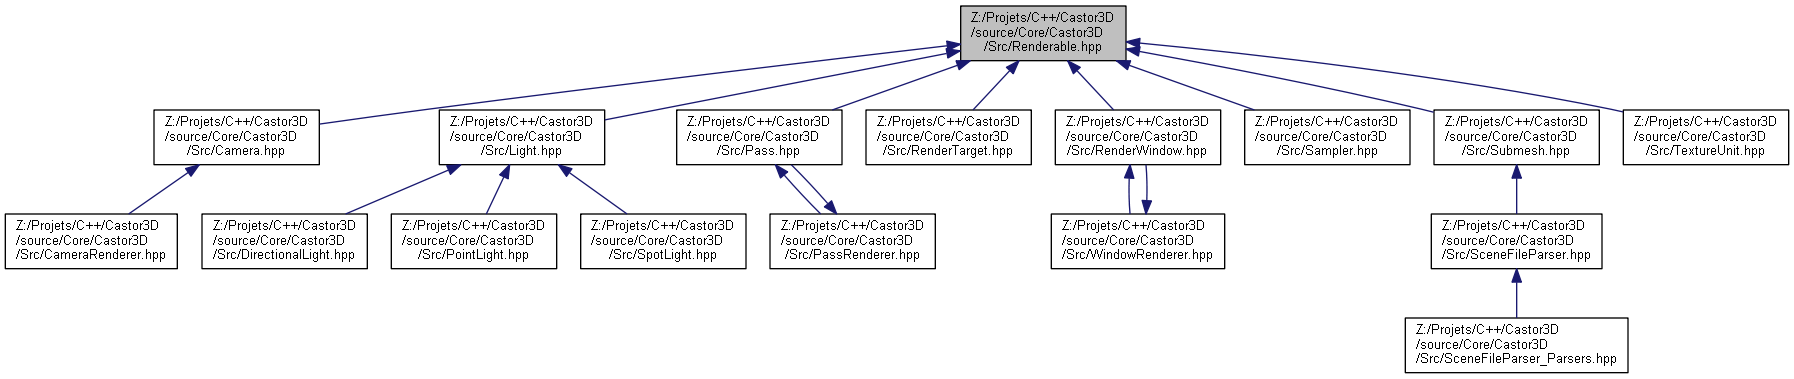 Z:/Projets/C++/Castor3D
/source/Core/Castor3D
/Src/Renderable.hpp
Z:/Projets/C++/Castor3D
/source/Core/Castor3D
/Src/Camera.hpp
Z:/Projets/C++/Castor3D
/source/Core/Castor3D
/Src/Light.hpp
Z:/Projets/C++/Castor3D
/source/Core/Castor3D
/Src/Pass.hpp
Z:/Projets/C++/Castor3D
/source/Core/Castor3D
/Src/RenderTarget.hpp
Z:/Projets/C++/Castor3D
/source/Core/Castor3D
/Src/RenderWindow.hpp
Z:/Projets/C++/Castor3D
/source/Core/Castor3D
/Src/Sampler.hpp
Z:/Projets/C++/Castor3D
/source/Core/Castor3D
/Src/Submesh.hpp
Z:/Projets/C++/Castor3D
/source/Core/Castor3D
/Src/TextureUnit.hpp
Z:/Projets/C++/Castor3D
/source/Core/Castor3D
/Src/CameraRenderer.hpp
Z:/Projets/C++/Castor3D
/source/Core/Castor3D
/Src/DirectionalLight.hpp
Z:/Projets/C++/Castor3D
/source/Core/Castor3D
/Src/PointLight.hpp
Z:/Projets/C++/Castor3D
/source/Core/Castor3D
/Src/SpotLight.hpp
Z:/Projets/C++/Castor3D
/source/Core/Castor3D
/Src/PassRenderer.hpp
Z:/Projets/C++/Castor3D
/source/Core/Castor3D
/Src/WindowRenderer.hpp
Z:/Projets/C++/Castor3D
/source/Core/Castor3D
/Src/SceneFileParser.hpp
Z:/Projets/C++/Castor3D
/source/Core/Castor3D
/Src/SceneFileParser_Parsers.hpp